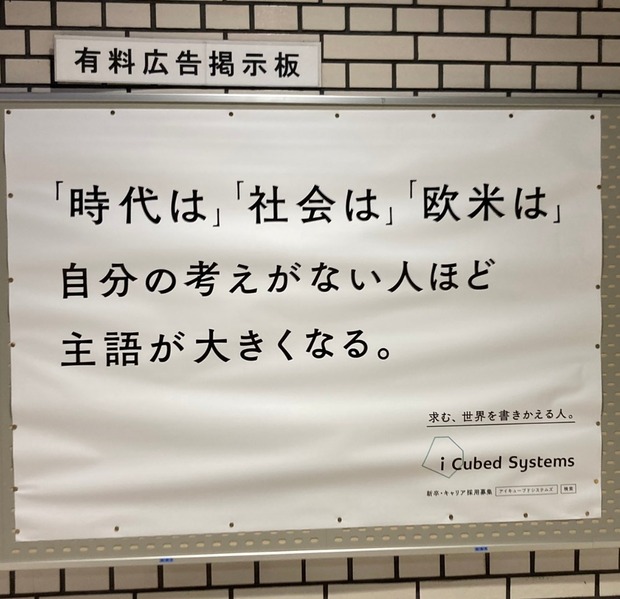 有料広告掲示板
「時代は」「社会は」「欧米は」
自分の考えがない人ほど
主語が大きくなる。
求む、世界を書きかえる人。
i Cubed Systems
新卒・キャリア採用募集 アイキューブドシステムズ 検索